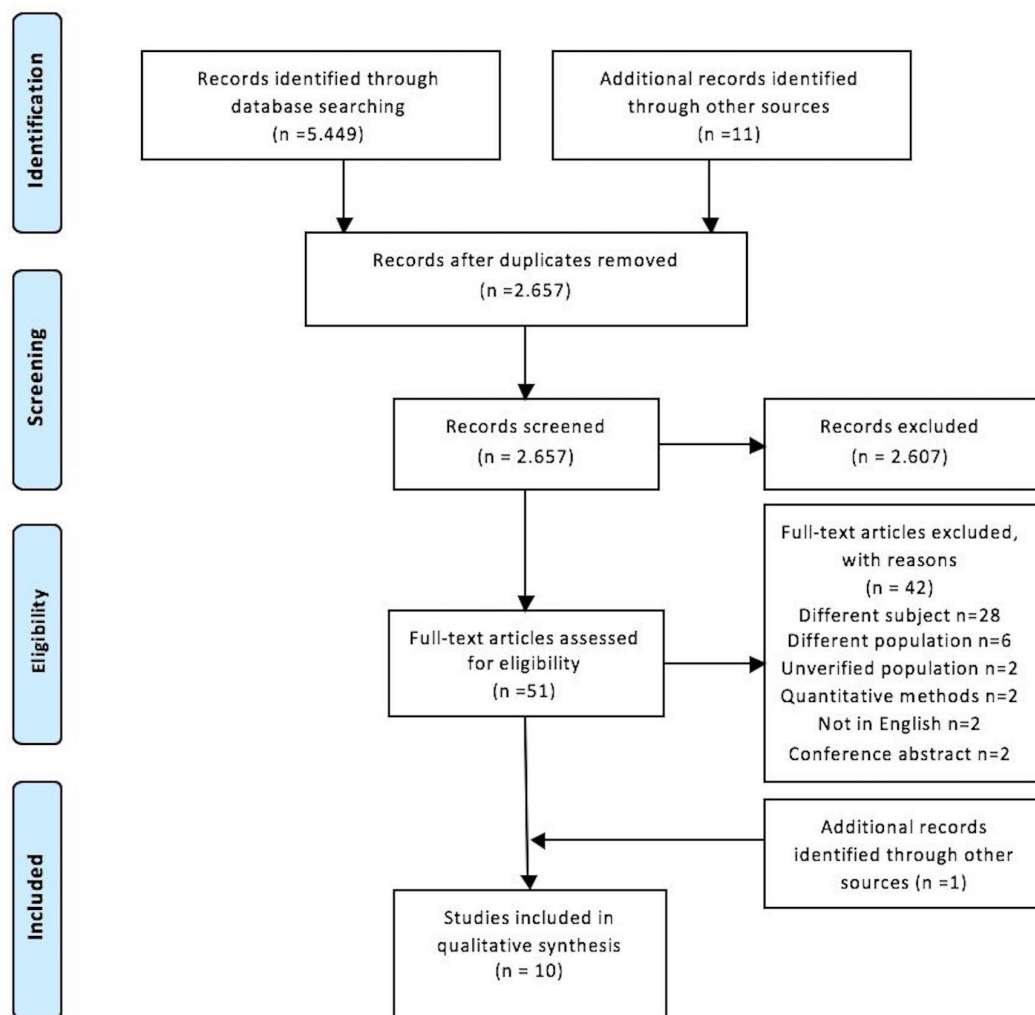 Identification
Records identified through
database searching
(n =5.449)
Additional records identified
through other sources
(n =11)
Records after duplicates removed
(n =2.657)
Screening
Records screened
(n = 2.657)
Records excluded
(n = 2.607)
Eligibility
Full-text articles assessed
for eligibility
(n =51)
Full-text articles excluded,
with reasons
(n = 42)
Different subject n=28
Different population n=6
Unverified population n=2
Quantitative methods n=2
Not in English n=2
Conference abstract n=2
Included
Additional records
identified through other
sources (n =1)
Studies included in
qualitative synthesis
(n = 10)